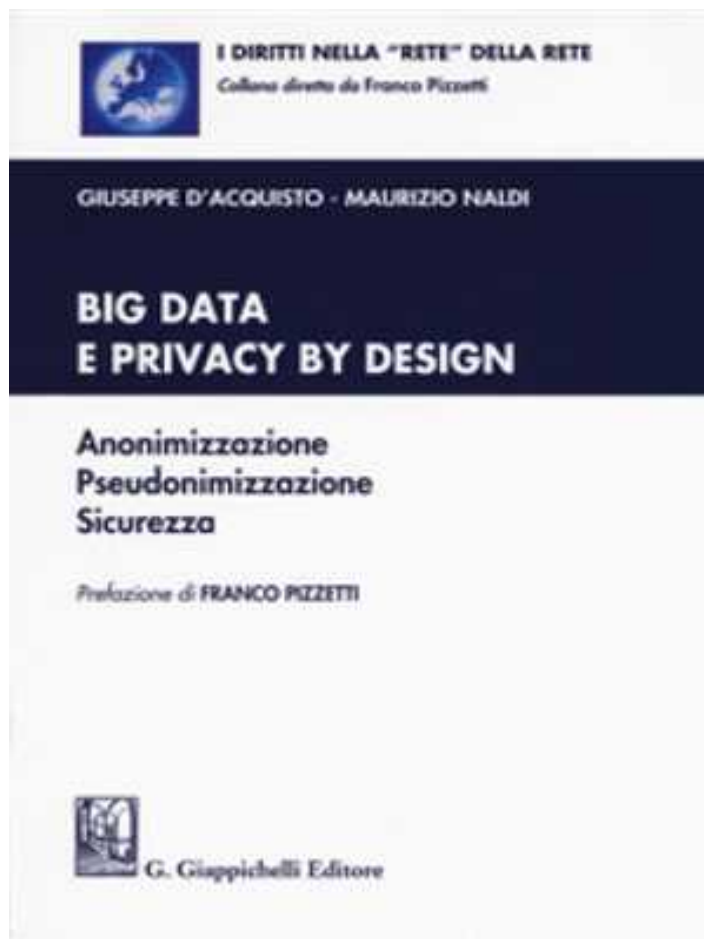 I DIRITTI NELLA "RETE" DELLA RETE
Collana diretta da Franco Pizzetti
GIUSEPPE D'ACQUISTO - MAURIZIO NALDI
BIG DATA
E PRIVACY BY DESIGN
Anonimizzazione
Pseudonimizzazione
Sicurezza
Prefazione di FRANCO PIZZETTI
G. Giappichelli Editore